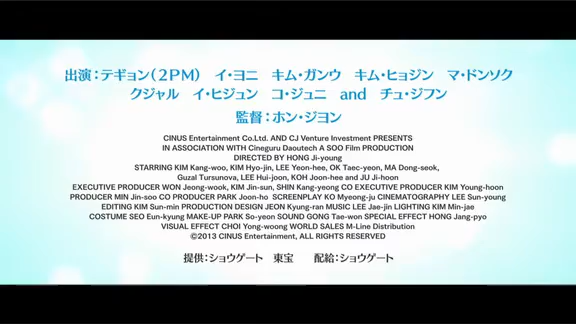 出演：テギョン（2PM）　イ・ヨニ　キム・ガンウ　キム・ヒョジン　マ・ドンソク
クジャル　イ・ヒジュン　コ・ジュニ　and　チュ・ジフン
監督：ホン・ジヨン
CINUS Entertainment Co.Ltd. AND CJ Venture Investment PRESENTS
IN ASSOCIATION WITH Cineguru Daoutech A SOO Film PRODUCTION
DIRECTED BY HONG Ji-young
STARRING KIM Kang-woo, KIM Hyo-jin, LEE Yeon-hee, OK Taec-yeon, MA Dong-seok,
Guzal Tursunova, LEE Hui-joon, KOH Joon-hee and JU Ji-hoon
EXECUTIVE PRODUCER WON Jeong-wook, KIM Jin-sun, SHIN Kang-yeong CO EXECUTIVE PRODUCER KIM Young-hoon
PRODUCER MIN Jin-soo CO PRODUCER PARK Joon-ho SCREENPLAY KO Myeong-ju CINEMATOGRAPHY LEE Sun-young
EDITING KIM Sun-min PRODUCTION DESIGN JEON Kyung-ran MUSIC LEE Jae-jin LIGHTING KIM Min-jae
COSTUME SEO Eun-kyung MAKE-UP PARK So-yeon SOUND GONG Tae-won SPECIAL EFFECT HONG Jang-pyo
VISUAL EFFECT CHOI Yong-woong WORLD SALES M-Line Distribution
©2013 CINUS Entertainment, ALL RIGHTS RESERVED
提供：ショウゲート　東宝　　配給：ショウゲート